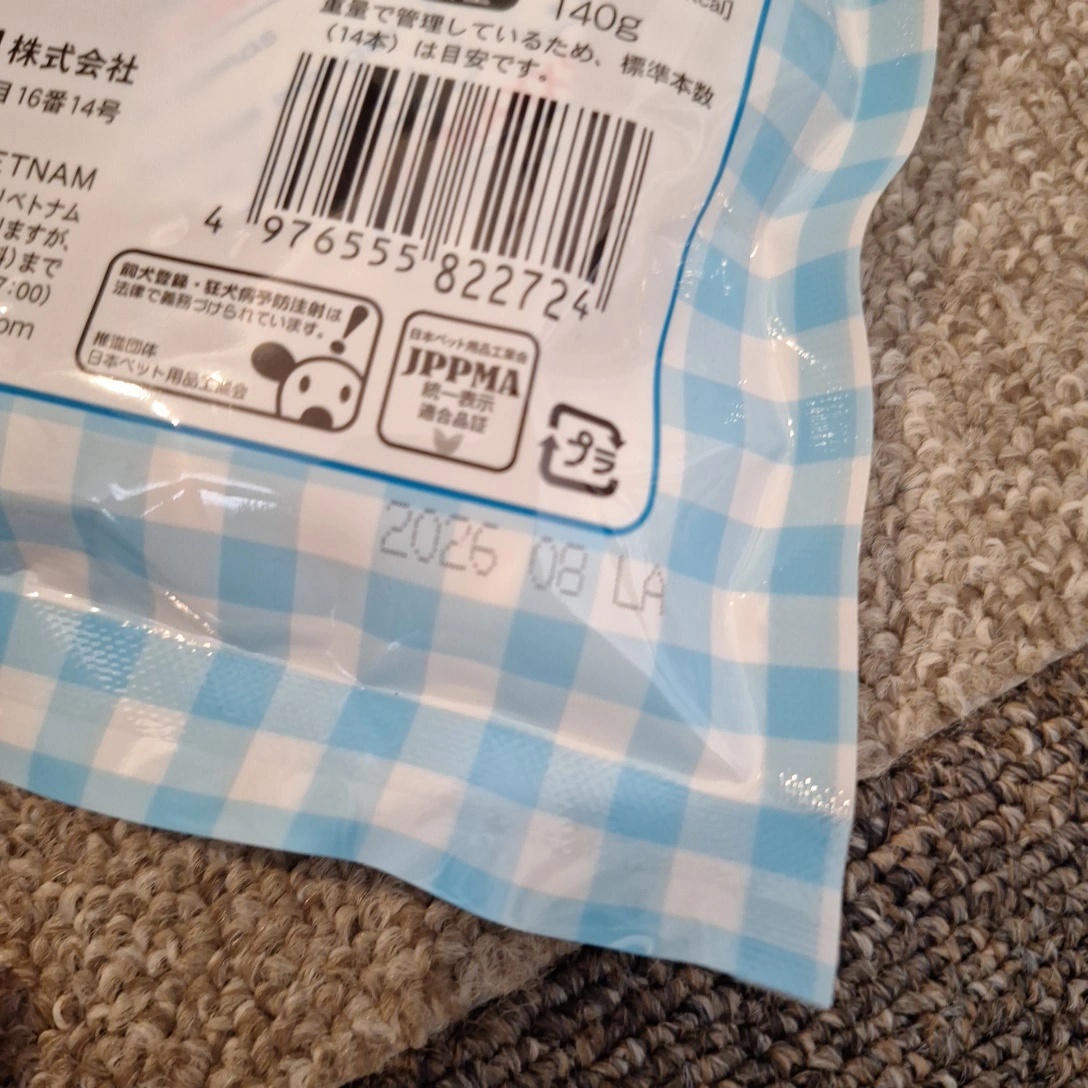 140g
kcal]
重量で管理しているため、標準本数
(14本)は目安です。
株式会社
目16番14号
ETNAM
ベトナム
りますが、
まで
7:00)
om
4 976555 822724
飼犬登録・狂犬病予防注射は
法律で義務づけられています。
推進団体
日本ペット用品工業会
日本ペット用品工業会
JPPMA
統一表示
適合品証
プラ
2026 08 LA